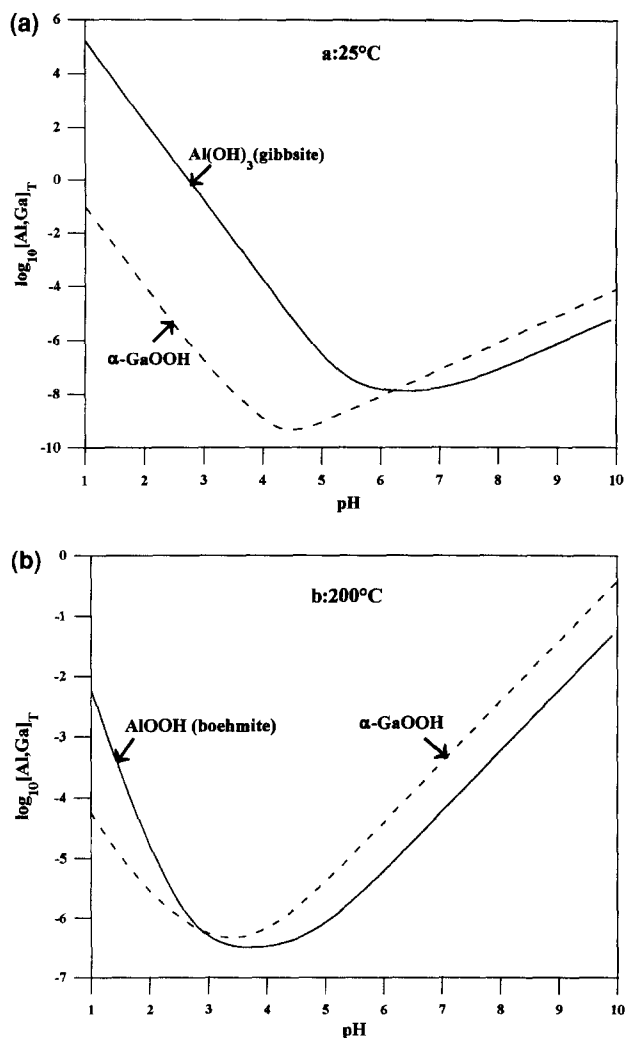 (a)
a:25°C
6
4
2
0
-2
-4
-6
-8
-10
log10[Al,Ga]T
Al(OH)3(gibbsite)
α-GaOOH
1 2 3 4 5 6 7 8 9 10
pH
(b)
b:200°C
0
-1
-2
-3
-4
-5
-6
-7
log10[Al,Ga]T
AlOOH (boehmite)
α-GaOOH
1 2 3 4 5 6 7 8 9 10
pH